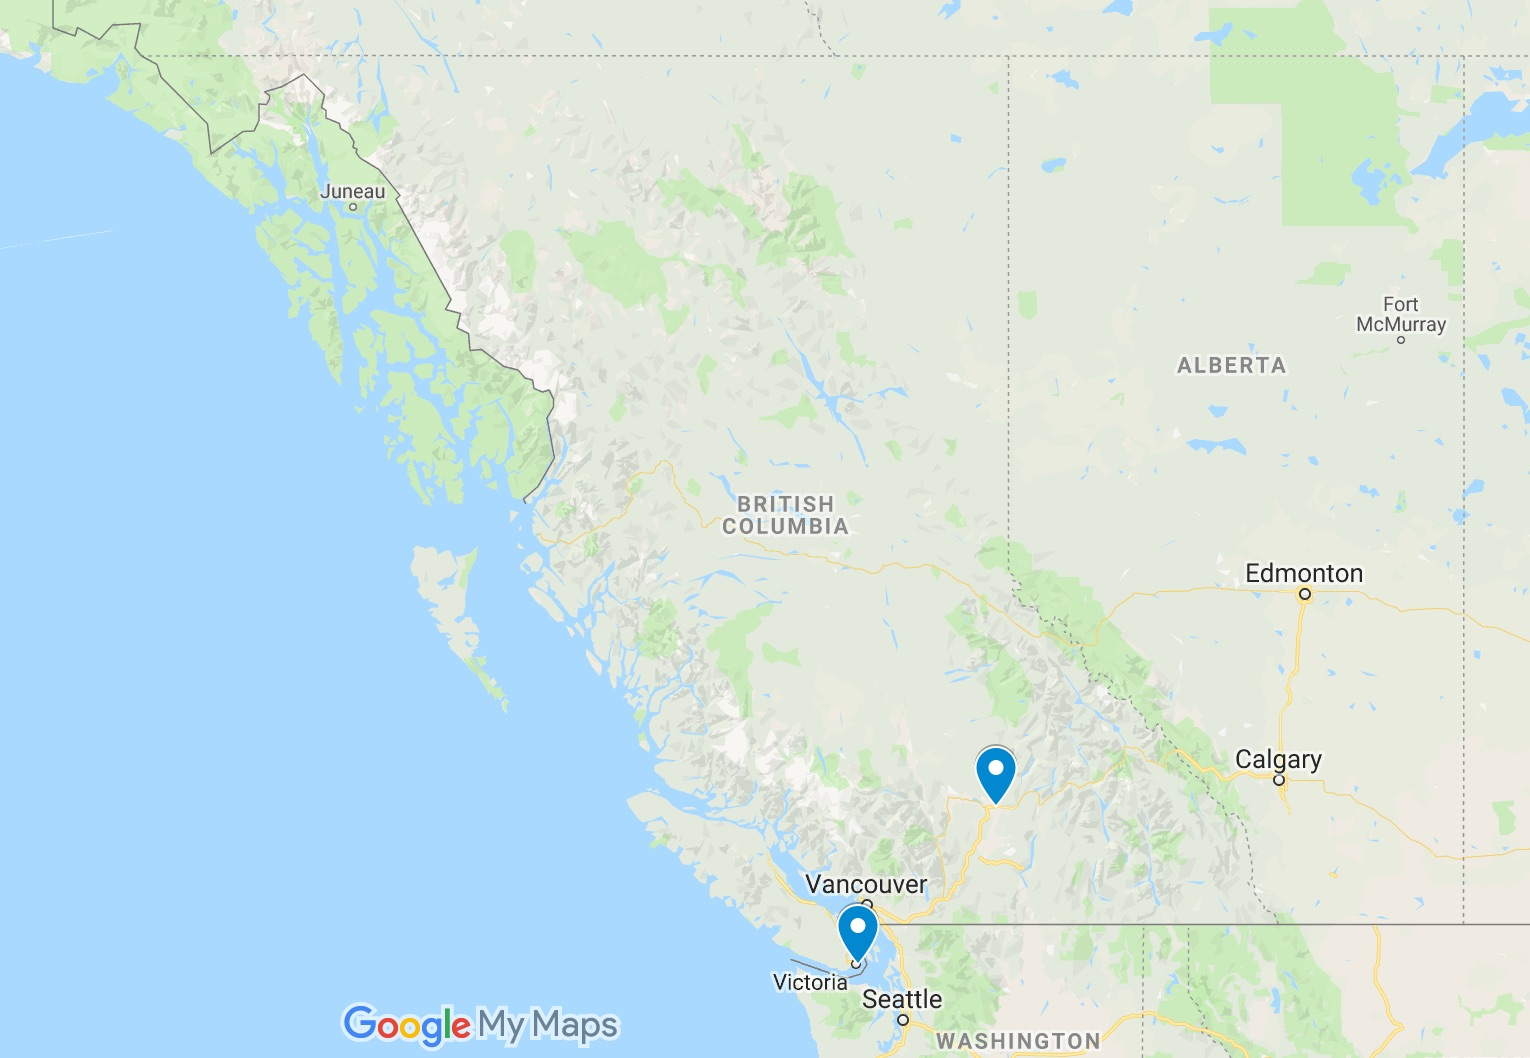 Juneau
Fort
McMurray
ALBERTA
BRITISH
COLUMBIA
Edmonton
Calgary
Vancouver
Victoria
Seattle
Google My Maps
WASHINGTON